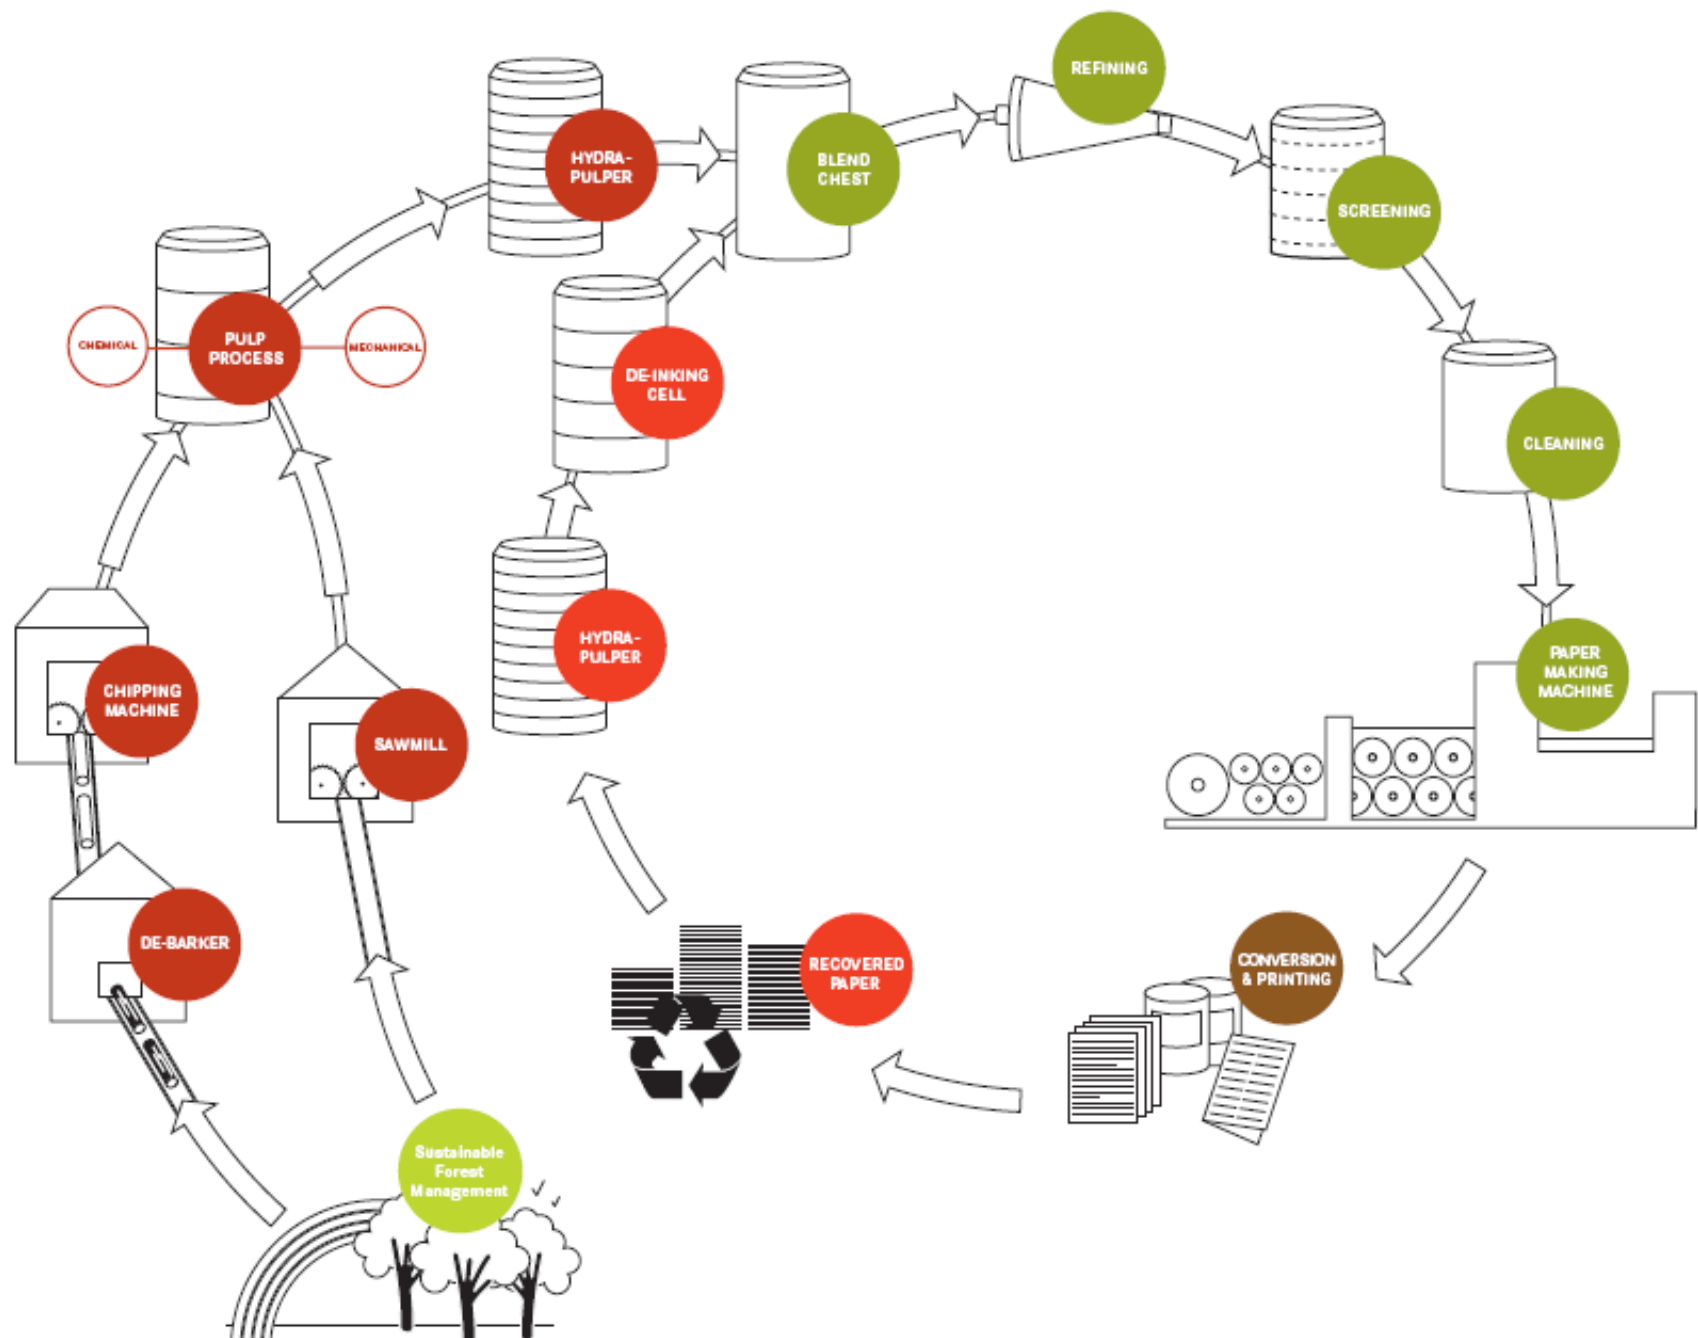 REFINING
HYDRA-
PULPER
BLEND
CHEST
SCREENING
CHEMICAL
PULP
PROCESS
MECHANICAL
DE-INKING
CELL
CLEANING
HYDRA-
PULPER
PAPER
MAKING
MACHINE
CHIPPING
MACHINE
SAWMILL
DE-BARKER
RECOVERED
PAPER
CONVERSION
& PRINTING
Sustainable
Forest
Management